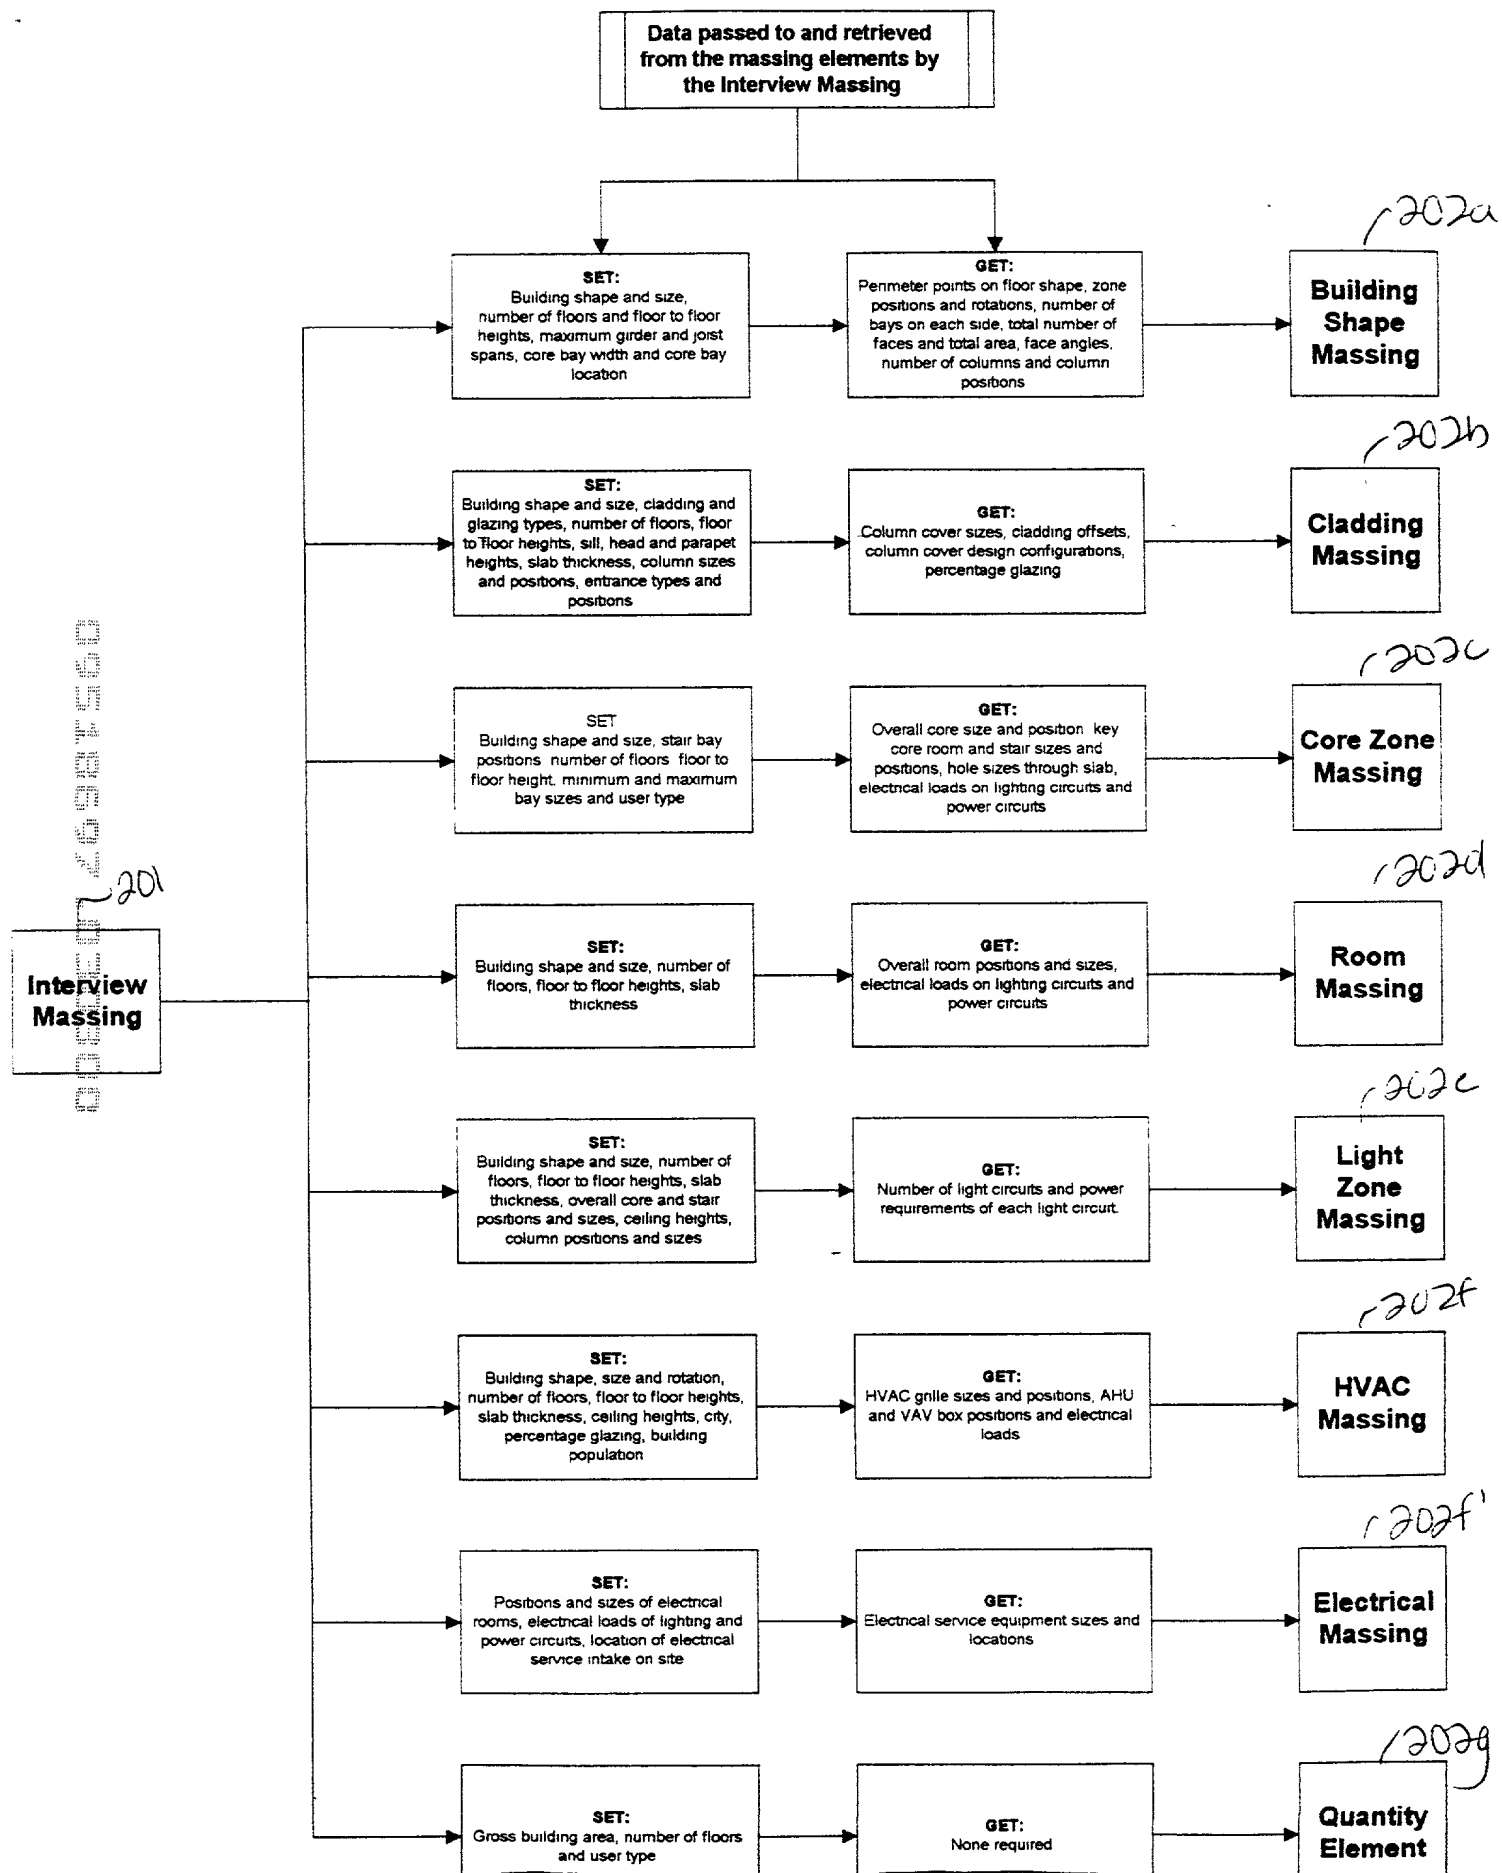 Data passed to and retrieved
from the massing elements by
the Interview Massing
202a
SET:
Building shape and size,
number of floors and floor to floor
heights, maximum girder and joist
spans, core bay width and core bay
location
GET:
Perimeter points on floor shape, zone
positions and rotations, number of
bays on each side, total number of
faces and total area, face angles,
number of columns and column
positions
Building
Shape
Massing
202b
SET:
Building shape and size, cladding and
glazing types, number of floors, floor
to floor heights, sill, head and parapet
heights, slab thickness, column sizes
and positions, entrance types and
positions
GET:
Column cover sizes, cladding offsets,
column cover design configurations,
percentage glazing
Cladding
Massing
202c
SET
Building shape and size, stair bay
positions number of floors floor to
floor height, minimum and maximum
bay sizes and user type
GET:
Overall core size and position key
core room and stair sizes and
positions, hole sizes through slab,
electrical loads on lighting circuits and
power circuits
Core Zone
Massing
201
Interview
Massing
202d
SET:
Building shape and size, number of
floors, floor to floor heights, slab
thickness
GET:
Overall room positions and sizes,
electrical loads on lighting circuits and
power circuits
Room
Massing
202e
SET:
Building shape and size, number of
floors, floor to floor heights, slab
thickness, overall core and stair
positions and sizes, ceiling heights,
column positions and sizes
GET:
Number of light circuits and power
requirements of each light circuit.
Light
Zone
Massing
202f
SET:
Building shape, size and rotation,
number of floors, floor to floor heights,
slab thickness, ceiling heights, city,
percentage glazing, building
population
GET:
HVAC grille sizes and positions, AHU
and VAV box positions and electrical
loads
HVAC
Massing
202f'
SET:
Positions and sizes of electrical
rooms, electrical loads of lighting and
power circuits, location of electrical
service intake on site
GET:
Electrical service equipment sizes and
locations
Electrical
Massing
202g
SET:
Gross building area, number of floors
and user type
GET:
None required
Quantity
Element